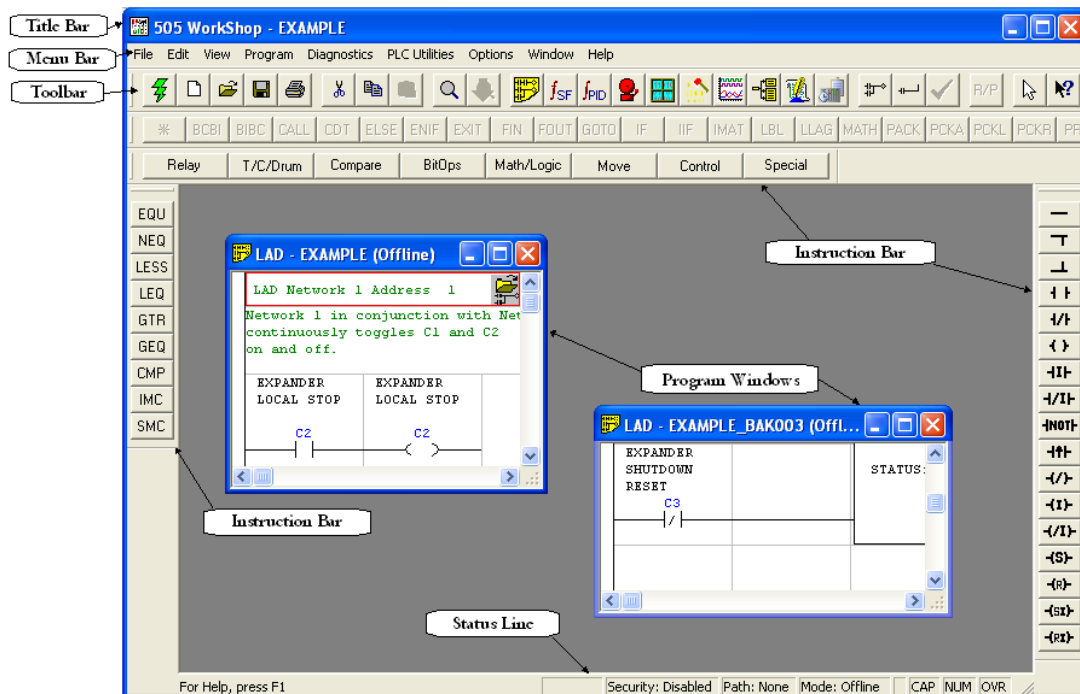 Title Bar
505 WorkShop - EXAMPLE
Menu Bar
File Edit View Program Diagnostics PLC Utilities Options Window Help
Toolbar
SF PID R/P ?
* BCBI BIBC CALL CDT ELSE ENIF EXIT FIN FOUT GOTO IF IIF IMAT LBL LLAG MATH PACK PCKA PCKL PCKR PR
Relay T/C/Drum Compare BitOps Math/Logic Move Control Special
EQU
NEQ
LESS
LEQ
GTR
GEQ
CMP
IMC
SMC
Instruction Bar
LAD - EXAMPLE (Offline)
LAD Network 1 Address 1
Network 1 in conjunction with Net
continuously toggles C1 and C2
on and off.
EXPANDER EXPANDER
LOCAL STOP LOCAL STOP
C2 C2
Program Windows
LAD - EXAMPLE_BAK003 (Offl...
EXPANDER
SHUTDOWN
RESET
STATUS:
C3
Instruction Bar
-|I|-
-|/I|-
-|NOT|-
-|↑|-
-(/)-
-(I)-
-(/I)-
-(S)-
-(R)-
-(SI)-
-(RI)-
Status Line
For Help, press F1 Security: Disabled Path: None Mode: Offline CAP NUM OVR